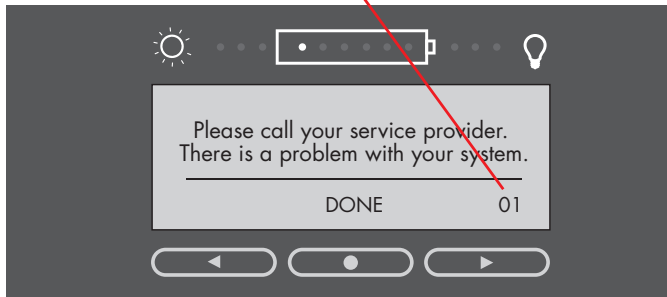 Please call your service provider.
There is a problem with your system.
DONE 01